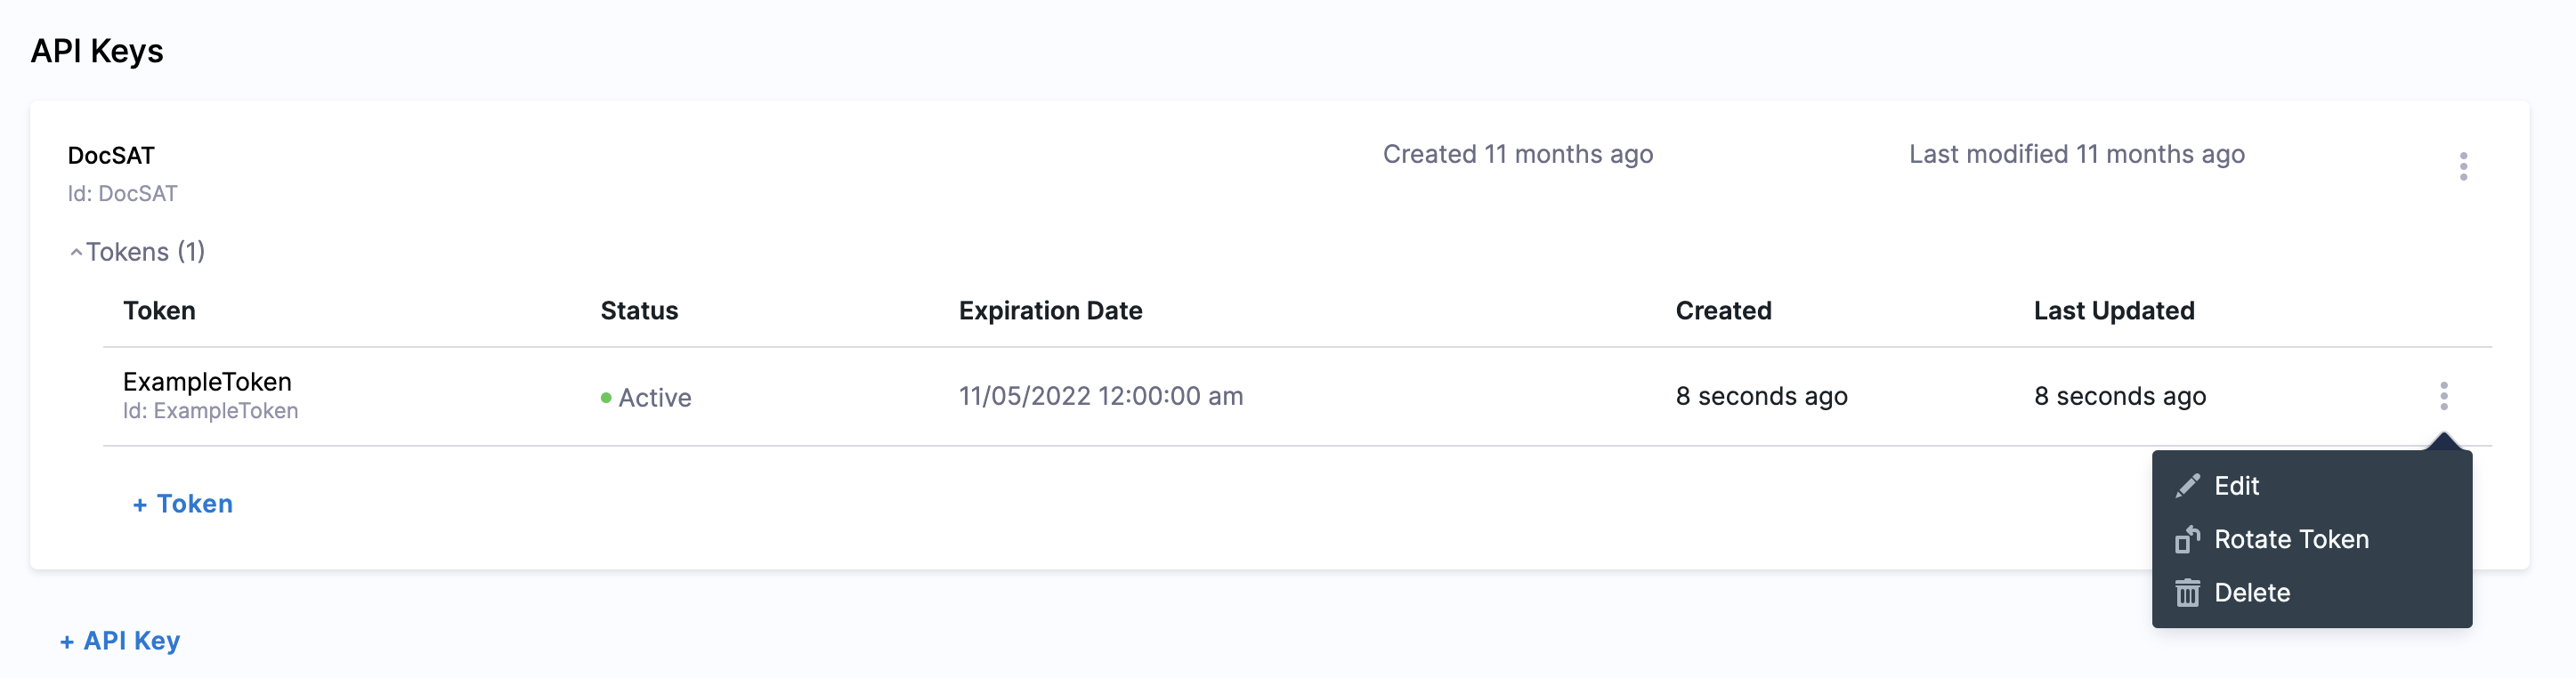 API Keys
DocSAT Created 11 months ago Last modified 11 months ago
Id: DocSAT
Tokens (1)
Token Status Expiration Date Created Last Updated
ExampleToken
Id: ExampleToken
Active 11/05/2022 12:00:00 am 8 seconds ago 8 seconds ago
Edit
+ Token
Rotate Token
Delete
+ API Key